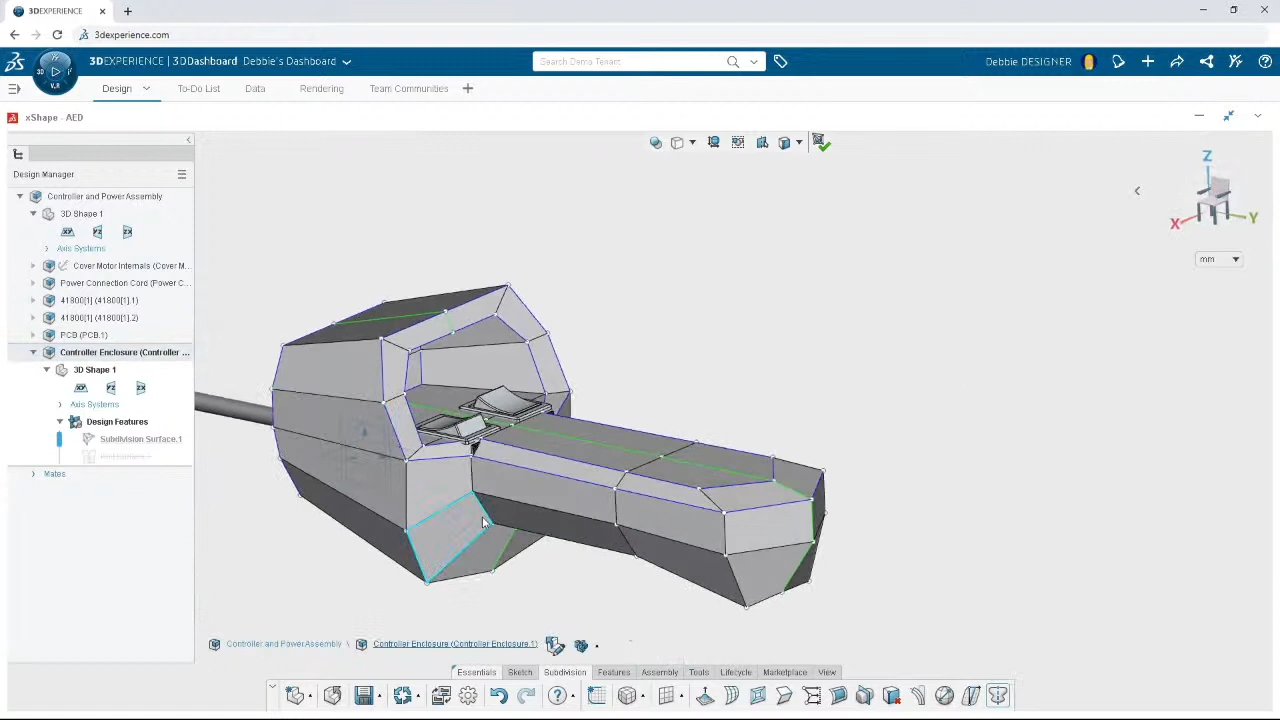 3DEXPERIENCE
3dexperience.com
3DEXPERIENCE | 3DDashboard Debbie's Dashboard
Search Demo Tenant
Debbie DESIGNER
3D
V.R
Design
To-Do List
Data
Rendering
Team Communities
xShape - AED
Design Manager
Controller and Power Assembly
3D Shape 1
Axis Systems
Cover Motor Internals (Cover M...
Power Connection Cord (Power C...
41800[1] (41800[1].1)
41800[1] (41800[1].2)
PCB (PCB.1)
Controller Enclosure (Controller ...
3D Shape 1
Axis Systems
Design Features
Subdivision Surface.1
Mates
Z
X
Y
mm
Controller and Power Assembly \ Controller Enclosure (Controller Enclosure.1)
Essentials
Sketch
Subdivision
Features
Assembly
Tools
Lifecycle
Marketplace
View